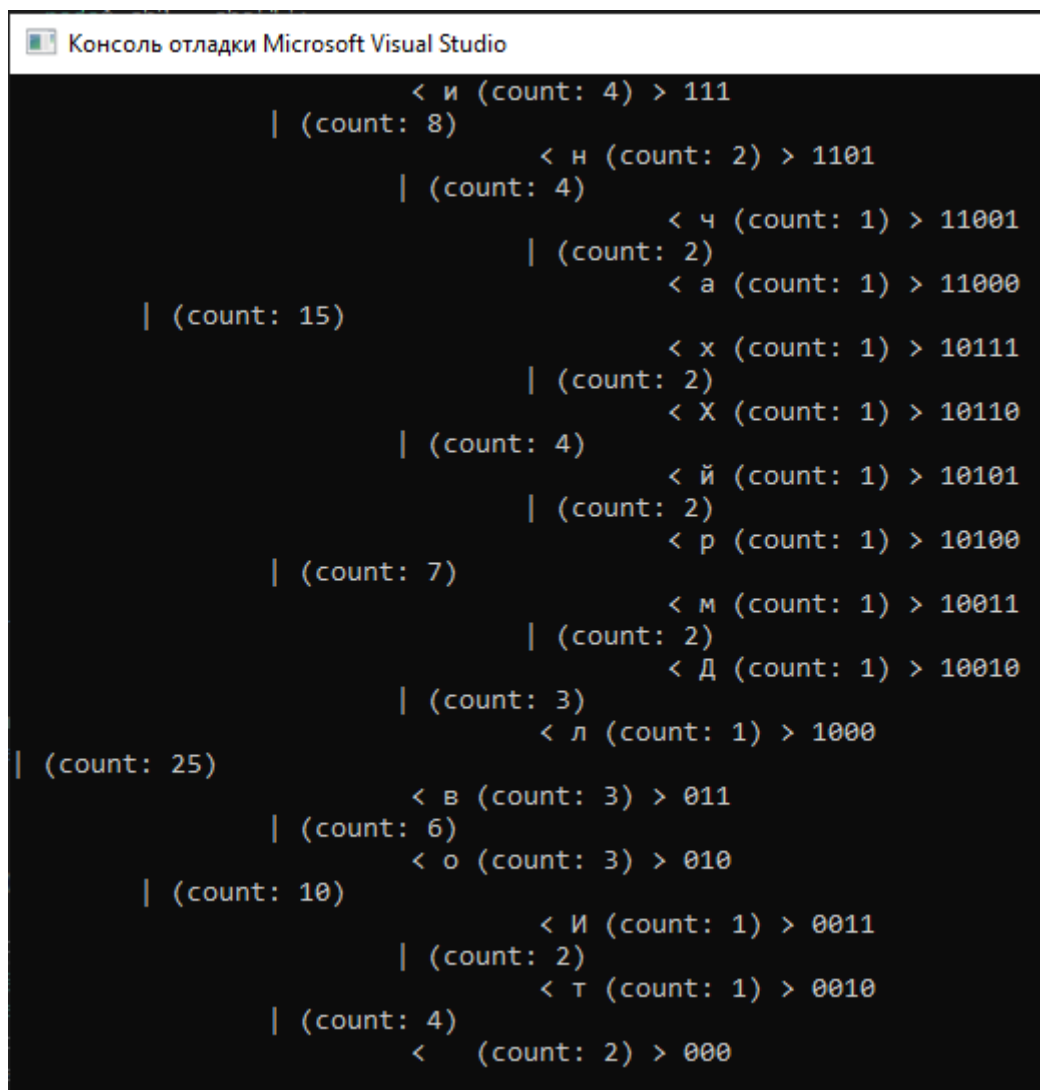 Консоль отладки Microsoft Visual Studio
< и (count: 4) > 111
| (count: 8)
< н (count: 2) > 1101
| (count: 4)
< ч (count: 1) > 11001
| (count: 2)
< а (count: 1) > 11000
| (count: 15)
< х (count: 1) > 10111
| (count: 2)
< Х (count: 1) > 10110
| (count: 4)
< й (count: 1) > 10101
| (count: 2)
< р (count: 1) > 10100
| (count: 7)
< м (count: 1) > 10011
| (count: 2)
< Д (count: 1) > 10010
| (count: 3)
< л (count: 1) > 1000
| (count: 25)
< в (count: 3) > 011
| (count: 6)
< о (count: 3) > 010
| (count: 10)
< И (count: 1) > 0011
| (count: 2)
< т (count: 1) > 0010
| (count: 4)
<   (count: 2) > 000